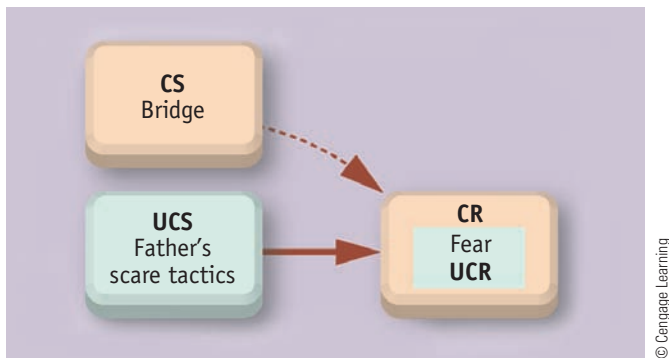 CS
Bridge
UCS
Father's
scare tactics
CR
Fear
UCR
© Cengage Learning